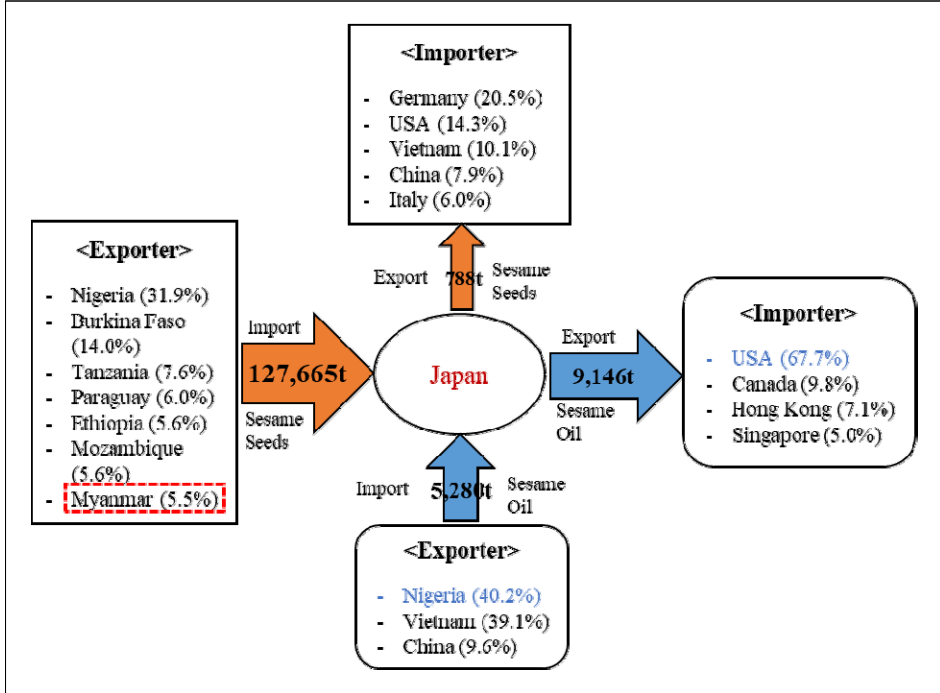 <Importer>
- Germany (20.5%)
- USA (14.3%)
- Vietnam (10.1%)
- China (7.9%)
- Italy (6.0%)
<Exporter>
- Nigeria (31.9%)
- Burkina Faso
(14.0%)
- Tanzania (7.6%)
- Paraguay (6.0%)
- Ethiopia (5.6%)
- Mozambique
(5.6%)
- Myanmar (5.5%)
Import
127,665t
Sesame
Seeds
Export
788t
Sesame
Seeds
Japan
Export
9,146t
Sesame
Oil
<Importer>
- USA (67.7%)
- Canada (9.8%)
- Hong Kong (7.1%)
- Singapore (5.0%)
Import
5,280t
Sesame
Oil
<Exporter>
- Nigeria (40.2%)
- Vietnam (39.1%)
- China (9.6%)